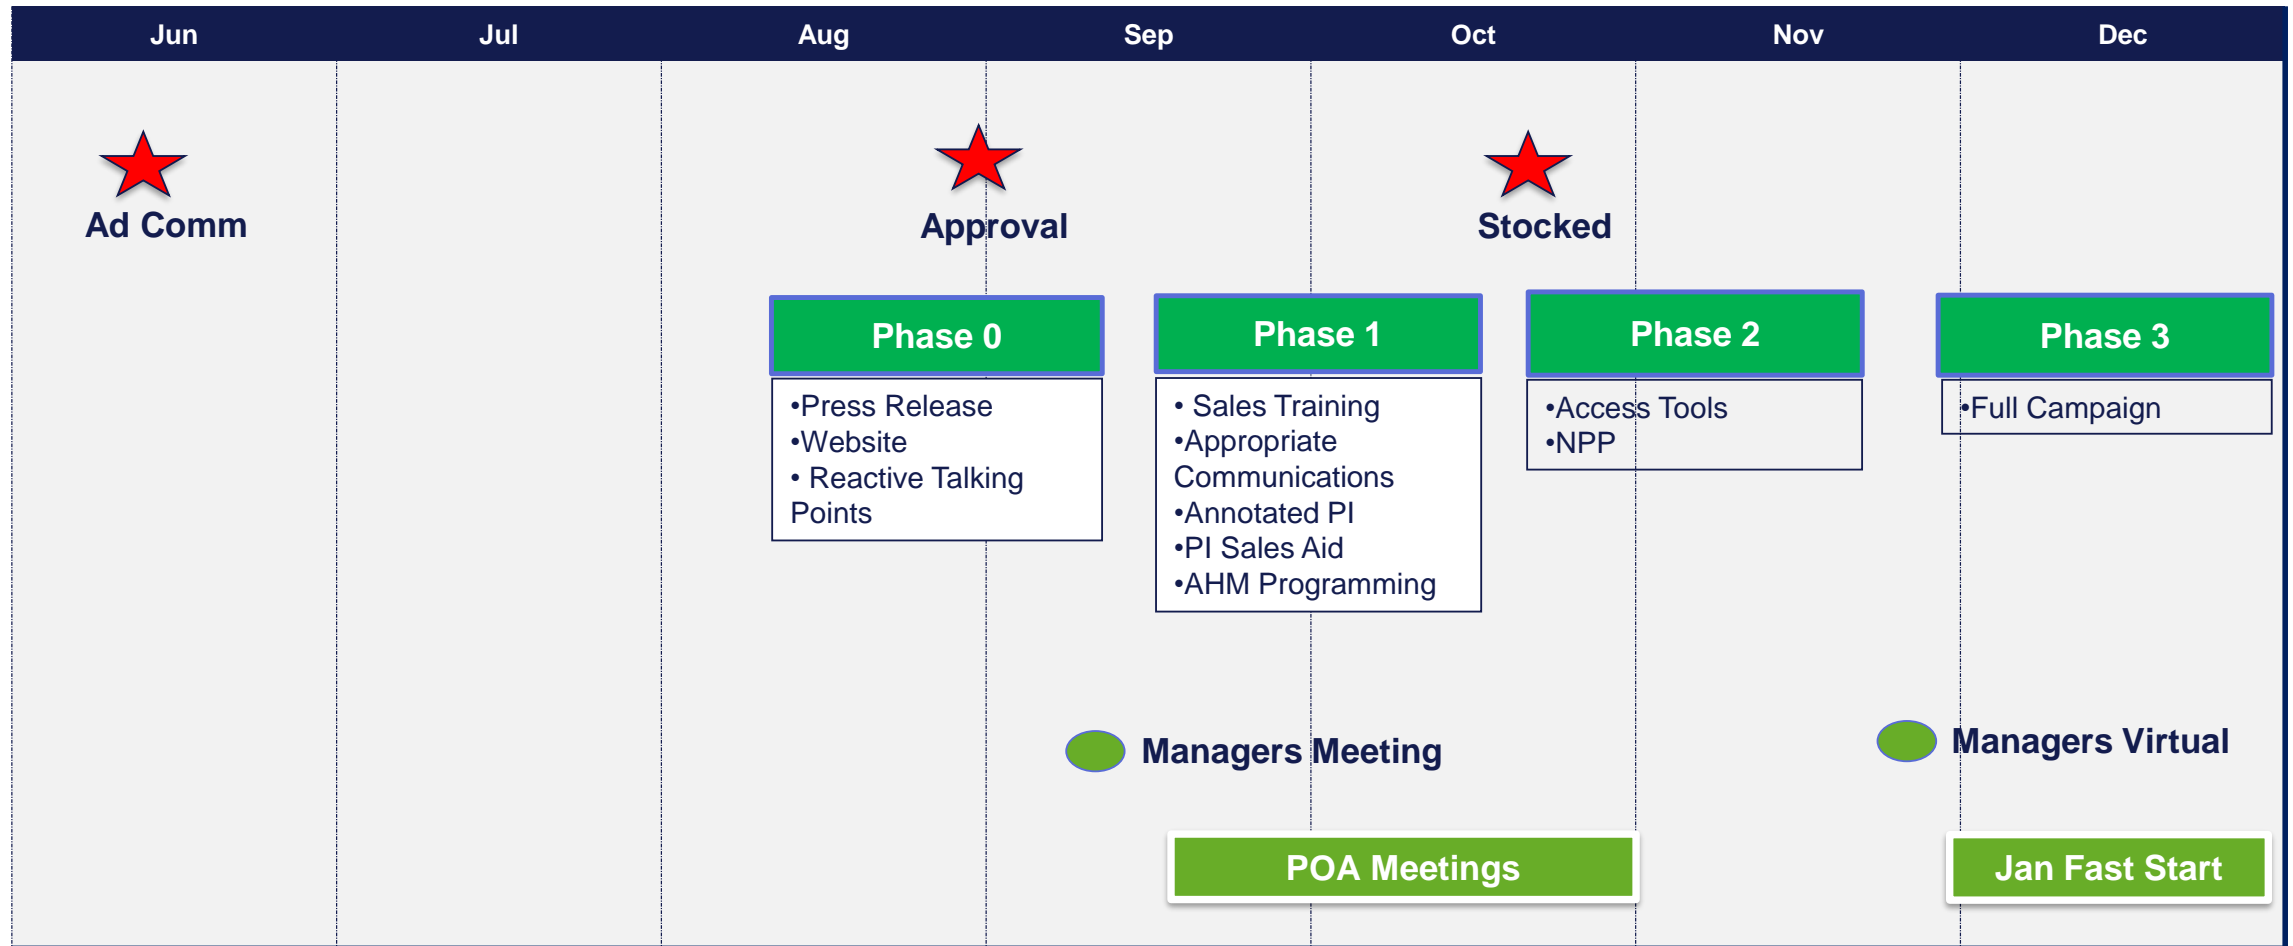 Jun Jul Aug Sep Oct Nov Dec
Ad Comm
Approval
Stocked
Phase 0
•Press Release
•Website
• Reactive Talking
Points
Phase 1
• Sales Training
•Appropriate
Communications
•Annotated PI
•PI Sales Aid
•AHM Programming
Phase 2
•Access Tools
•NPP
Phase 3
•Full Campaign
Managers Meeting
Managers Virtual
POA Meetings
Jan Fast Start